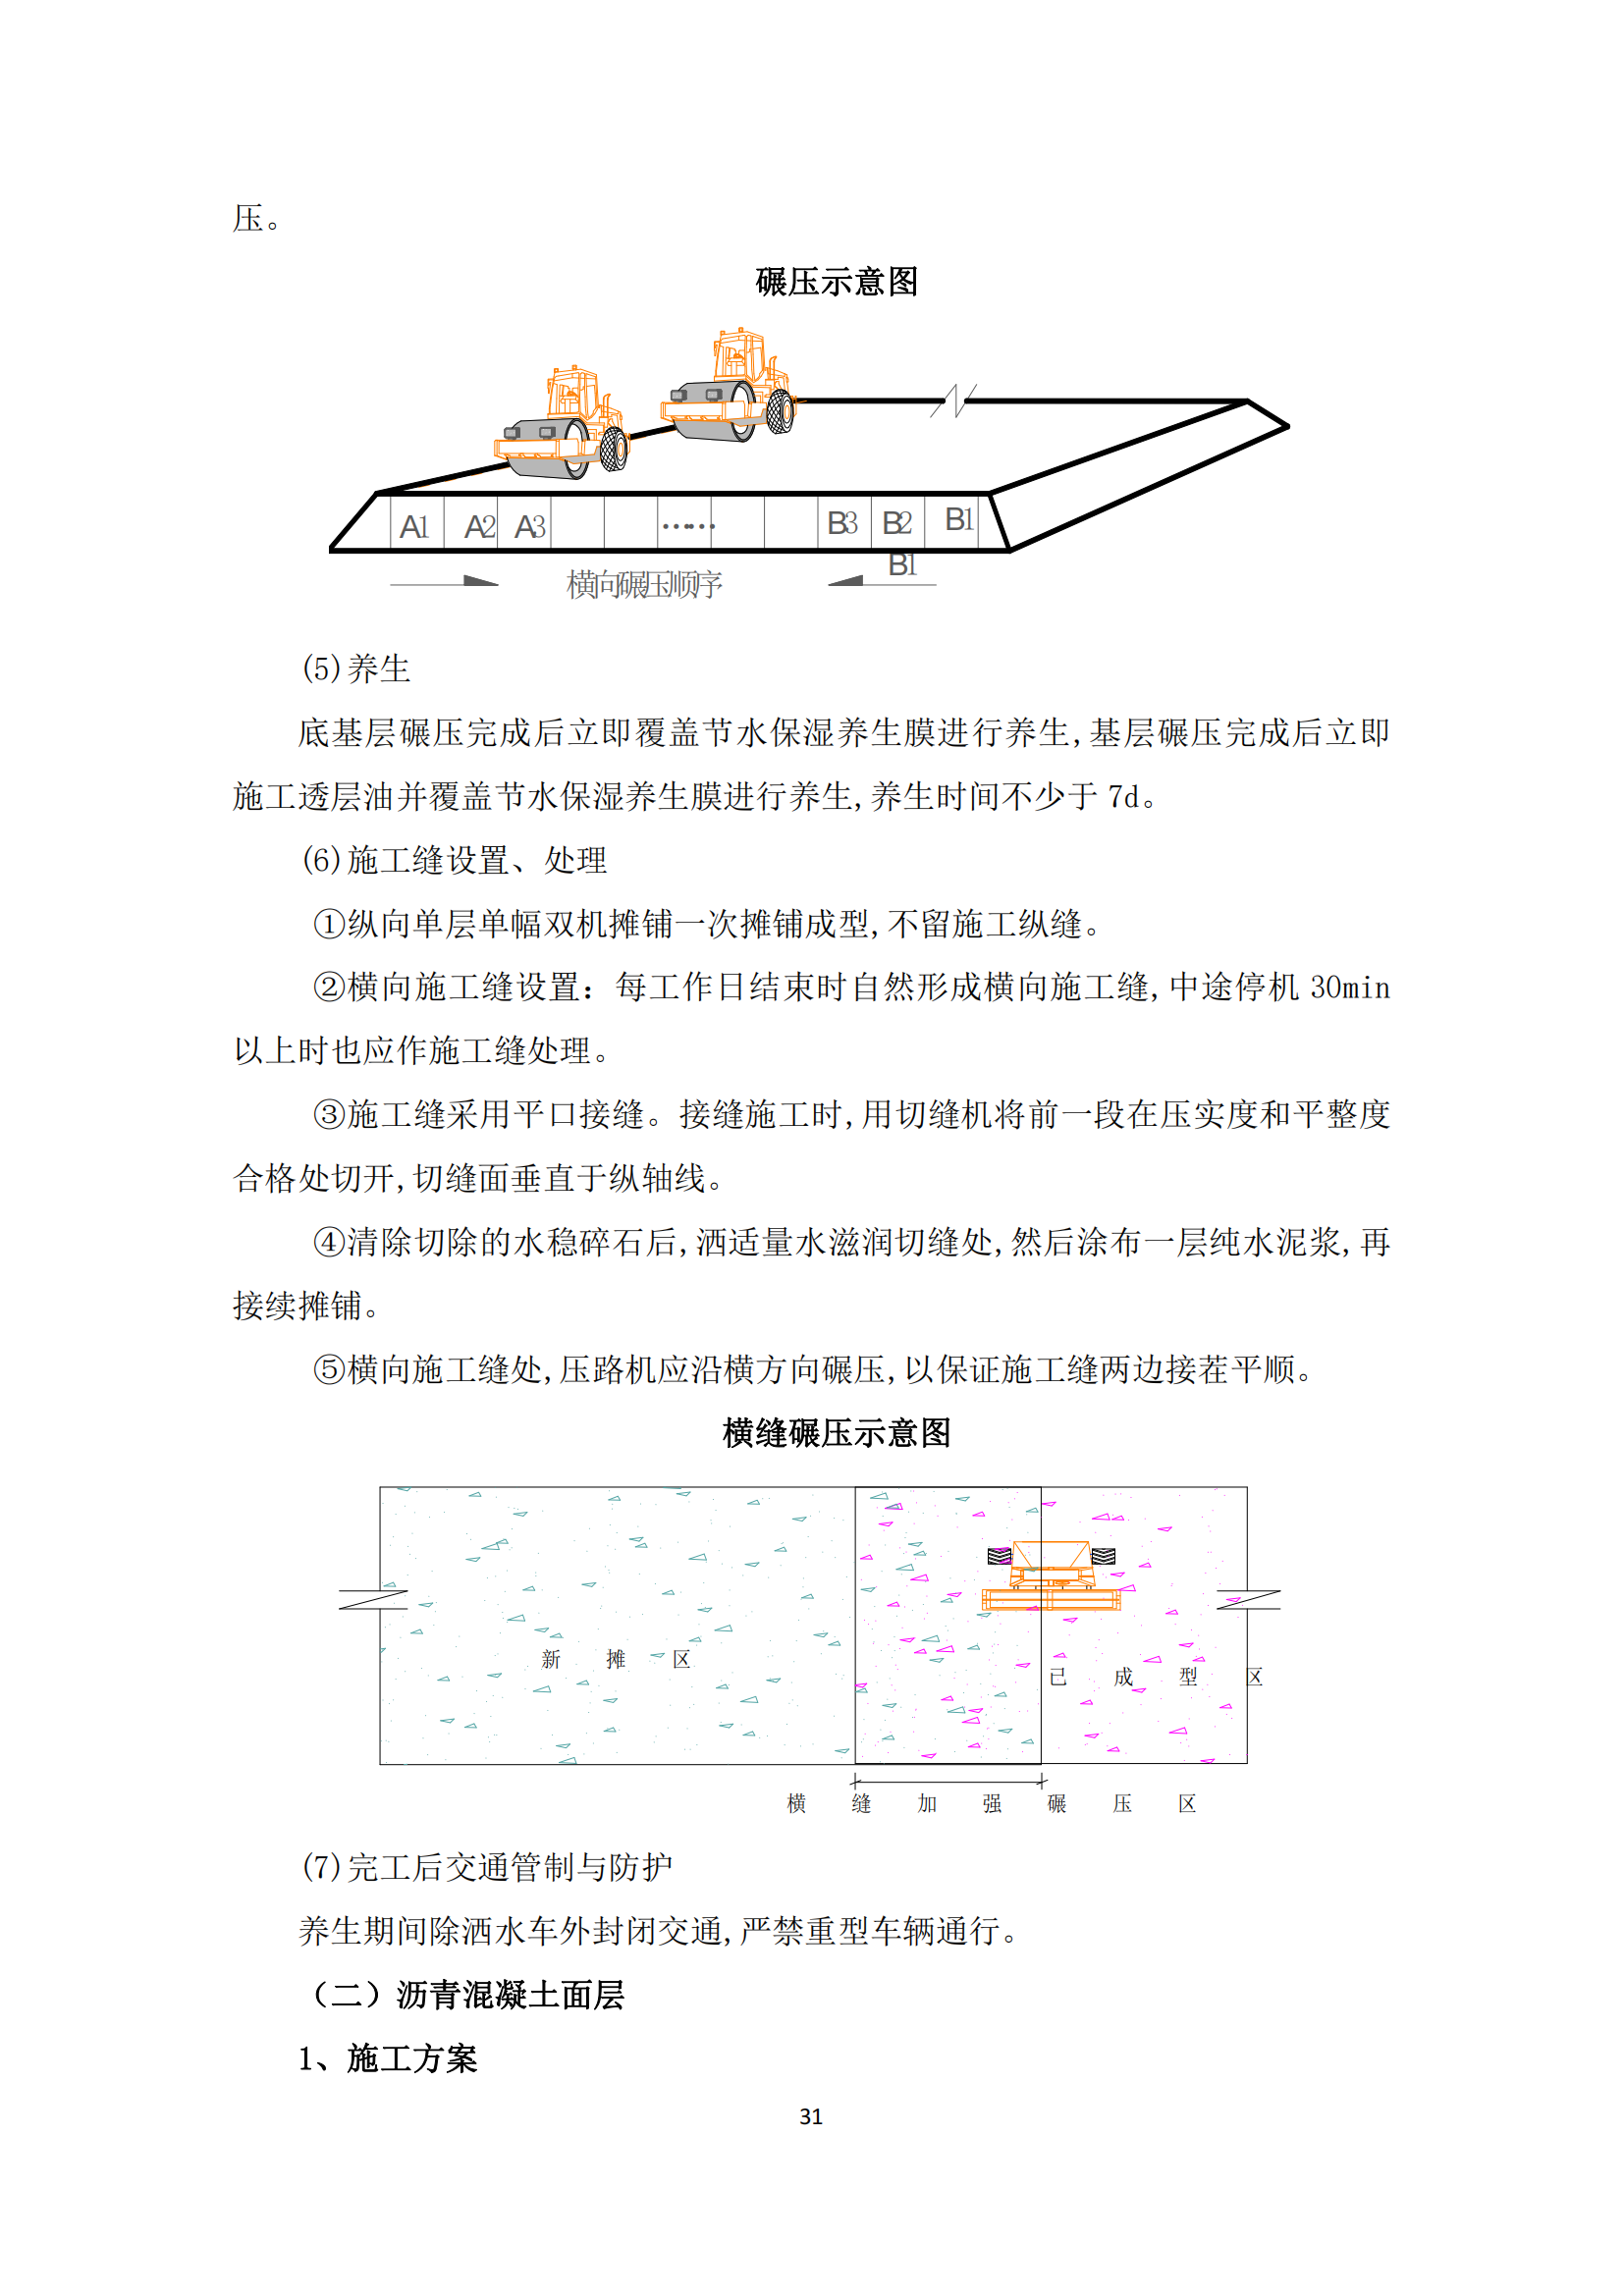 压。
碾压示意图
A1 A2 A3 …… B3 B2 B1
B1
横向碾压顺序
(5)养生
底基层碾压完成后立即覆盖节水保湿养生膜进行养生,基层碾压完成后立即
施工透层油并覆盖节水保湿养生膜进行养生,养生时间不少于 7d。
(6)施工缝设置、处理
①纵向单层单幅双机摊铺一次摊铺成型,不留施工纵缝。
②横向施工缝设置：每工作日结束时自然形成横向施工缝,中途停机 30min
以上时也应作施工缝处理。
③施工缝采用平口接缝。接缝施工时,用切缝机将前一段在压实度和平整度
合格处切开,切缝面垂直于纵轴线。
④清除切除的水稳碎石后,洒适量水滋润切缝处,然后涂布一层纯水泥浆,再
接续摊铺。
⑤横向施工缝处,压路机应沿横方向碾压,以保证施工缝两边接茬平顺。
横缝碾压示意图
新 摊 区
已 成 型 区
横 缝 加 强 碾 压 区
(7)完工后交通管制与防护
养生期间除洒水车外封闭交通,严禁重型车辆通行。
（二）沥青混凝土面层
1、施工方案
31